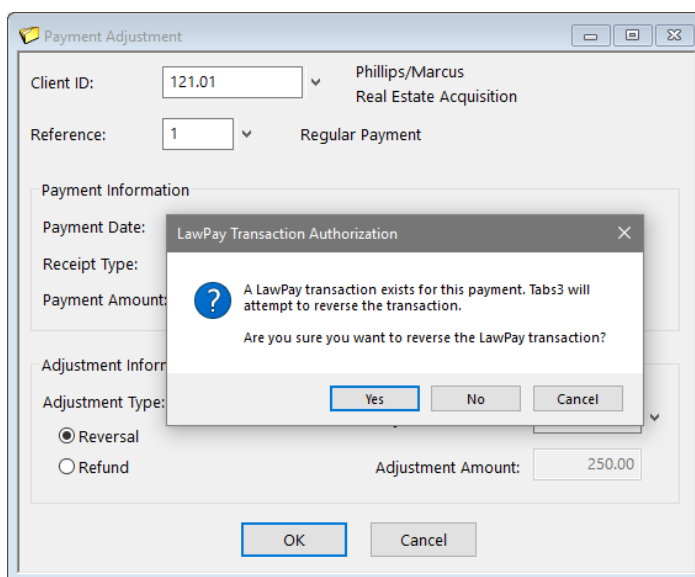 Payment Adjustment
Client ID:
121.01
Phillips/Marcus
Real Estate Acquisition
Reference:
1
Regular Payment
Payment Information
Payment Date:
Receipt Type:
Payment Amount:
LawPay Transaction Authorization
A LawPay transaction exists for this payment. Tabs3 will
attempt to reverse the transaction.
Are you sure you want to reverse the LawPay transaction?
Yes
No
Cancel
Adjustment Infor
Adjustment Type:
Reversal
Refund
Adjustment Amount:
250.00
OK
Cancel